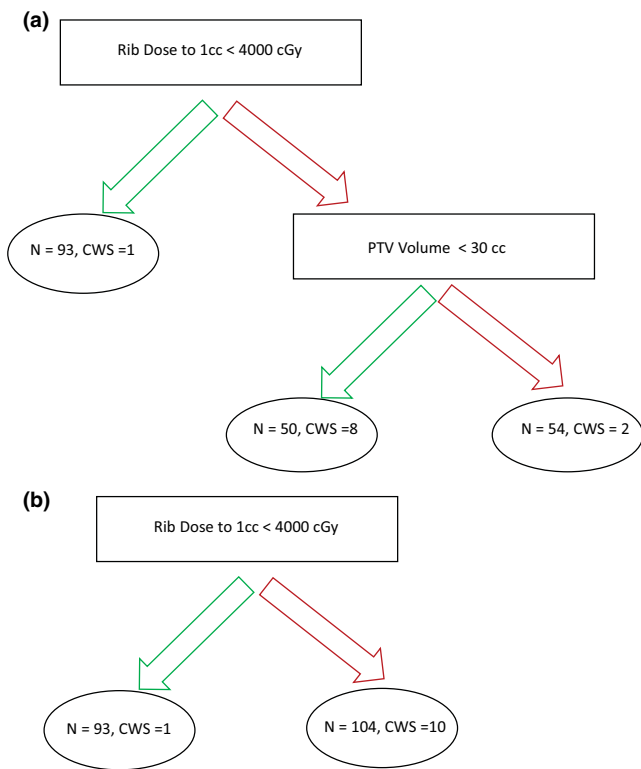 (a)
Rib Dose to 1cc < 4000 cGy
N = 93, CWS =1
PTV Volume < 30 cc
N = 50, CWS =8
N = 54, CWS = 2
(b)
Rib Dose to 1cc < 4000 cGy
N = 93, CWS =1
N = 104, CWS =10